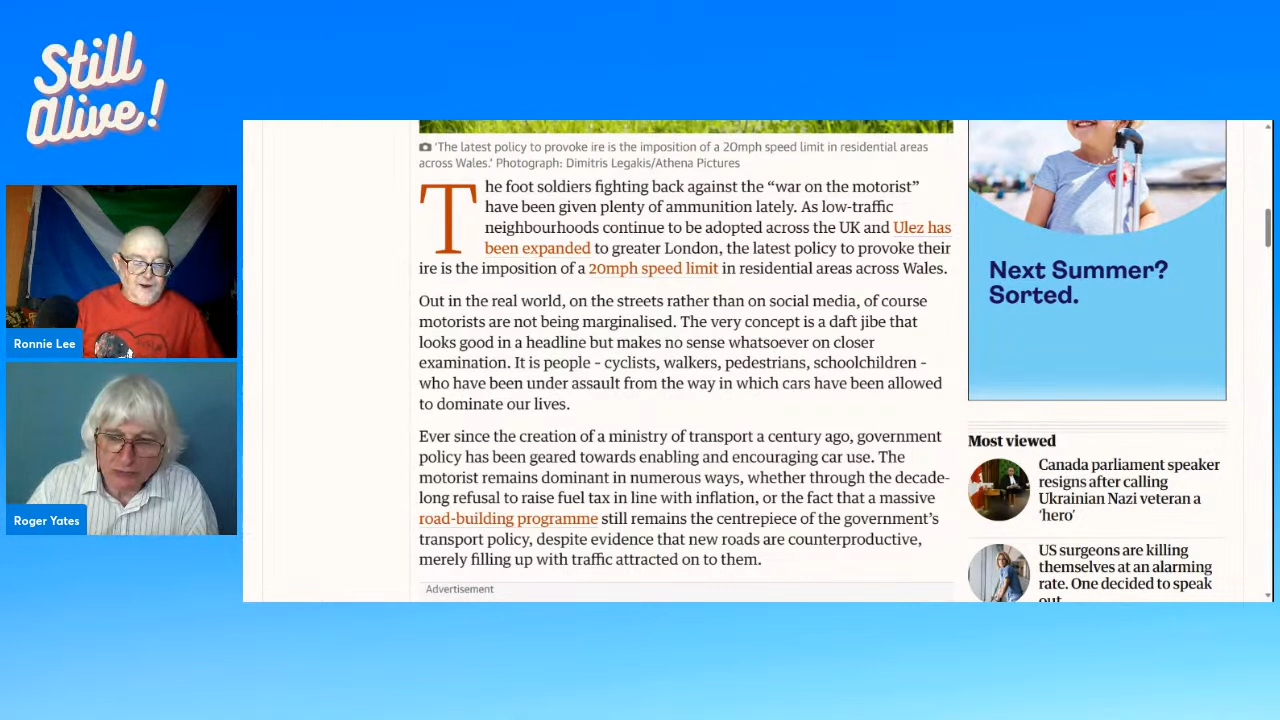 Still
Alive!
Ronnie Lee
Roger Yates
'The latest policy to provoke ire is the imposition of a 20mph speed limit in residential areas
across Wales.' Photograph: Dimitris Legakis/Athena Pictures
The foot soldiers fighting back against the “war on the motorist”
have been given plenty of ammunition lately. As low-traffic
neighbourhoods continue to be adopted across the UK and Ulez has
been expanded to greater London, the latest policy to provoke their
ire is the imposition of a 20mph speed limit in residential areas across Wales.
Out in the real world, on the streets rather than on social media, of course
motorists are not being marginalised. The very concept is a daft jibe that
looks good in a headline but makes no sense whatsoever on closer
examination. It is people – cyclists, walkers, pedestrians, schoolchildren –
who have been under assault from the way in which cars have been allowed
to dominate our lives.
Ever since the creation of a ministry of transport a century ago, government
policy has been geared towards enabling and encouraging car use. The
motorist remains dominant in numerous ways, whether through the decade-
long refusal to raise fuel tax in line with inflation, or the fact that a massive
road-building programme still remains the centrepiece of the government’s
transport policy, despite evidence that new roads are counterproductive,
merely filling up with traffic attracted on to them.
Advertisement
Next Summer?
Sorted.
Most viewed
Canada parliament speaker
resigns after calling
Ukrainian Nazi veteran a
‘hero’
US surgeons are killing
themselves at an alarming
rate. One decided to speak
out